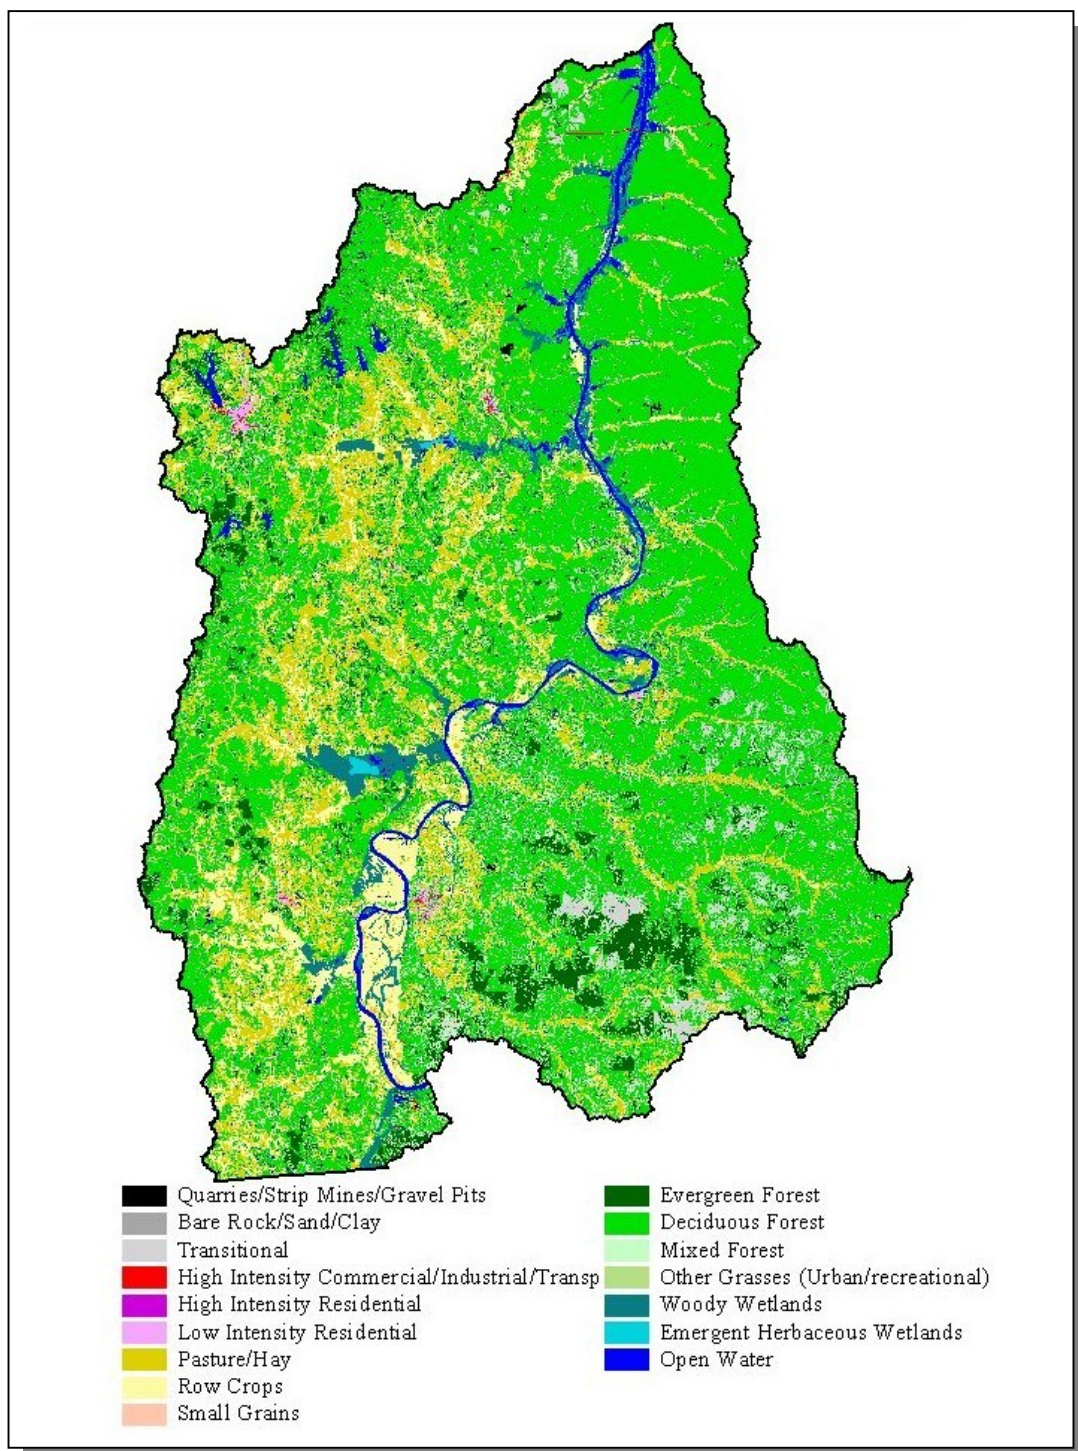 Quarries/Strip Mines/Gravel Pits
Bare Rock/Sand/Clay
Transitional
High Intensity Commercial/Industrial/Transp
High Intensity Residential
Low Intensity Residential
Pasture/Hay
Row Crops
Small Grains
Evergreen Forest
Deciduous Forest
Mixed Forest
Other Grasses (Urban/recreational)
Woody Wetlands
Emergent Herbaceous Wetlands
Open Water